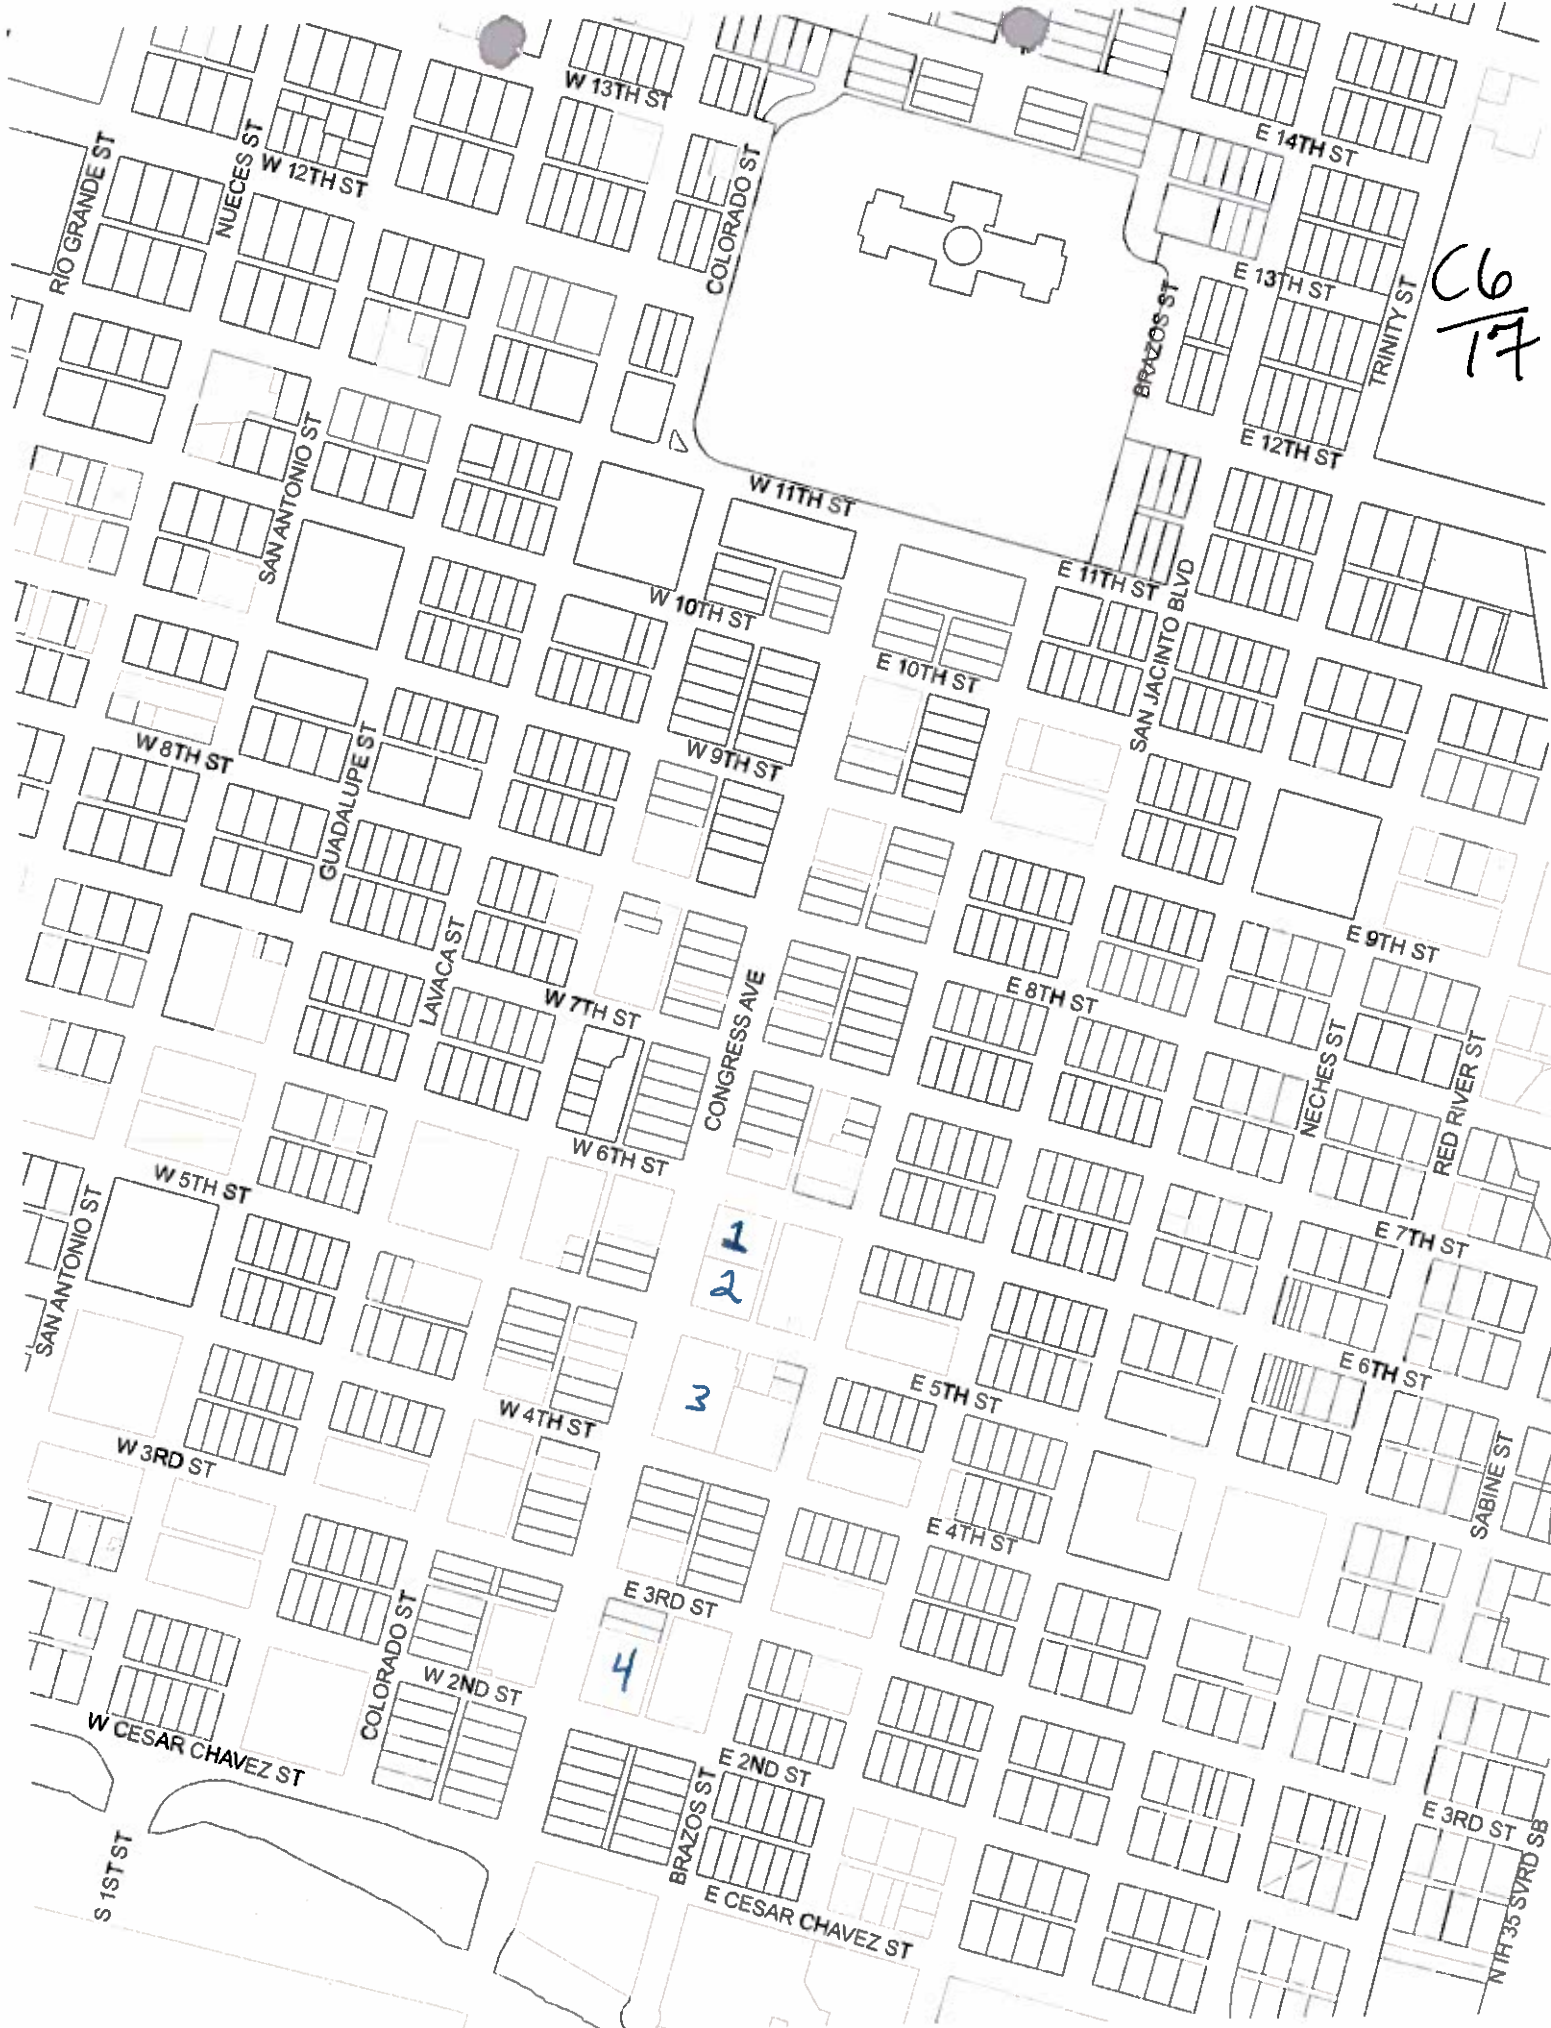 W 13TH ST
E 14TH ST
NUECES ST
W 12TH ST
RIO GRANDE ST
COLORADO ST
E 13TH ST
C6
17
TRINITY ST
BRAZOS ST
E 12TH ST
SAN ANTONIO ST
W 11TH ST
E 11TH ST
W 10TH ST
SAN JACINTO BLVD
E 10TH ST
W 8TH ST
W 9TH ST
GUADALUPE ST
E 9TH ST
LAVACA ST
E 8TH ST
W 7TH ST
CONGRESS AVE
NECHES ST
RED RIVER ST
W 6TH ST
W 5TH ST
SAN ANTONIO ST
1
E 7TH ST
2
E 6TH ST
3
E 5TH ST
W 4TH ST
W 3RD ST
SABINE ST
E 4TH ST
E 3RD ST
COLORADO ST
4
W 2ND ST
W CESAR CHAVEZ ST
E 2ND ST
BRAZOS ST
E 3RD ST
N IH 35 SVRD SB
S 1ST ST
E CESAR CHAVEZ ST